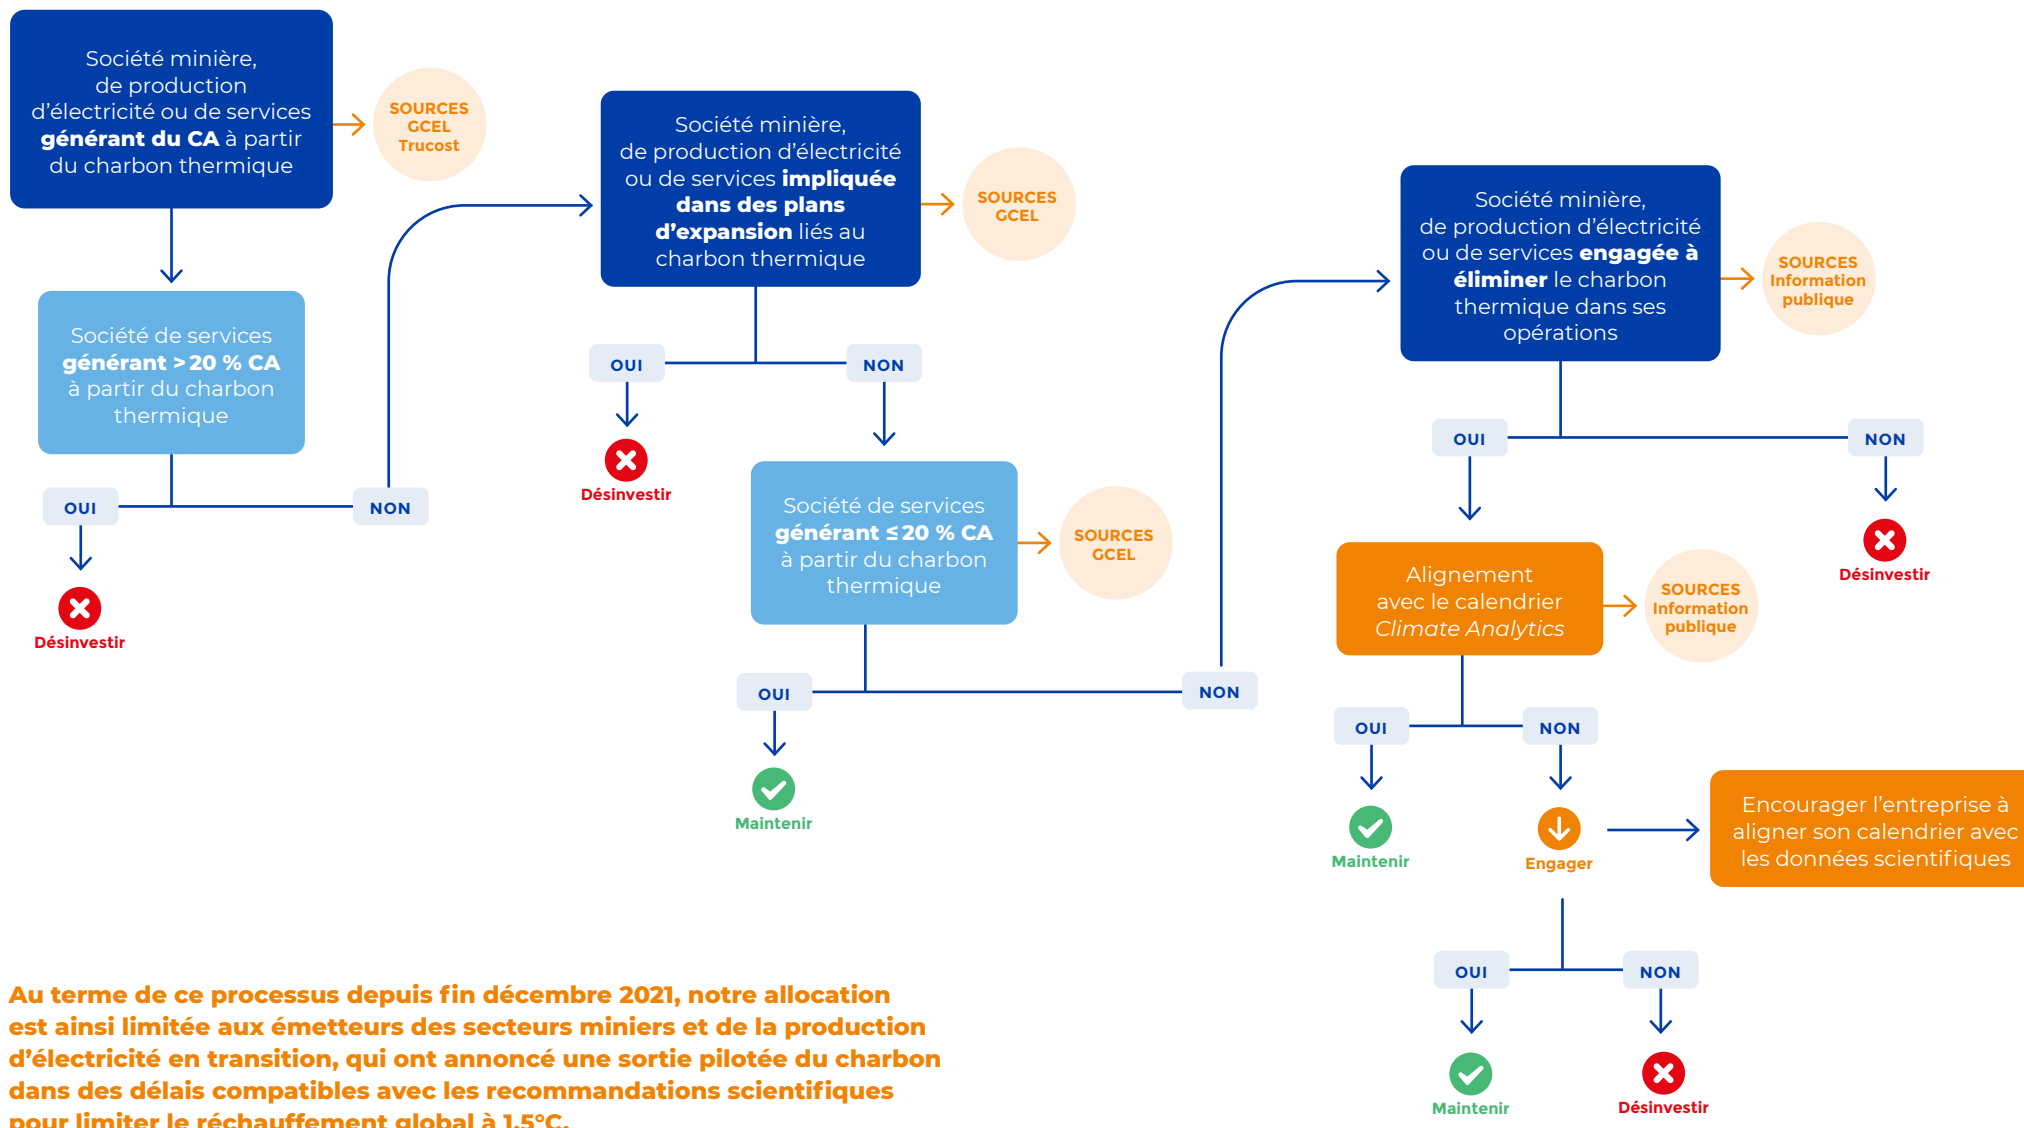 Société minière,
de production
d'électricité ou de services
générant du CA à partir
du charbon thermique
SOURCES
GCEL
Trucost
Société de services
générant > 20 % CA
à partir du charbon
thermique
OUI
NON
Désinvestir
Société minière,
de production d'électricité
ou de services impliquée
dans des plans
d'expansion liés au
charbon thermique
SOURCES
GCEL
OUI
NON
Désinvestir
Société de services
générant ≤ 20 % CA
à partir du charbon
thermique
SOURCES
GCEL
OUI
NON
Maintenir
Société minière,
de production d'électricité
ou de services engagée à
éliminer le charbon
thermique dans ses
opérations
SOURCES
Information
publique
OUI
NON
Désinvestir
Alignement
avec le calendrier
Climate Analytics
SOURCES
Information
publique
OUI
NON
Maintenir
Engager
Encourager l'entreprise à
aligner son calendrier avec
les données scientifiques
OUI
NON
Maintenir
Désinvestir
Au terme de ce processus depuis fin décembre 2021, notre allocation
est ainsi limitée aux émetteurs des secteurs miniers et de la production
d'électricité en transition, qui ont annoncé une sortie pilotée du charbon
dans des délais compatibles avec les recommandations scientifiques
pour limiter le réchauffement global à 1,5°C.